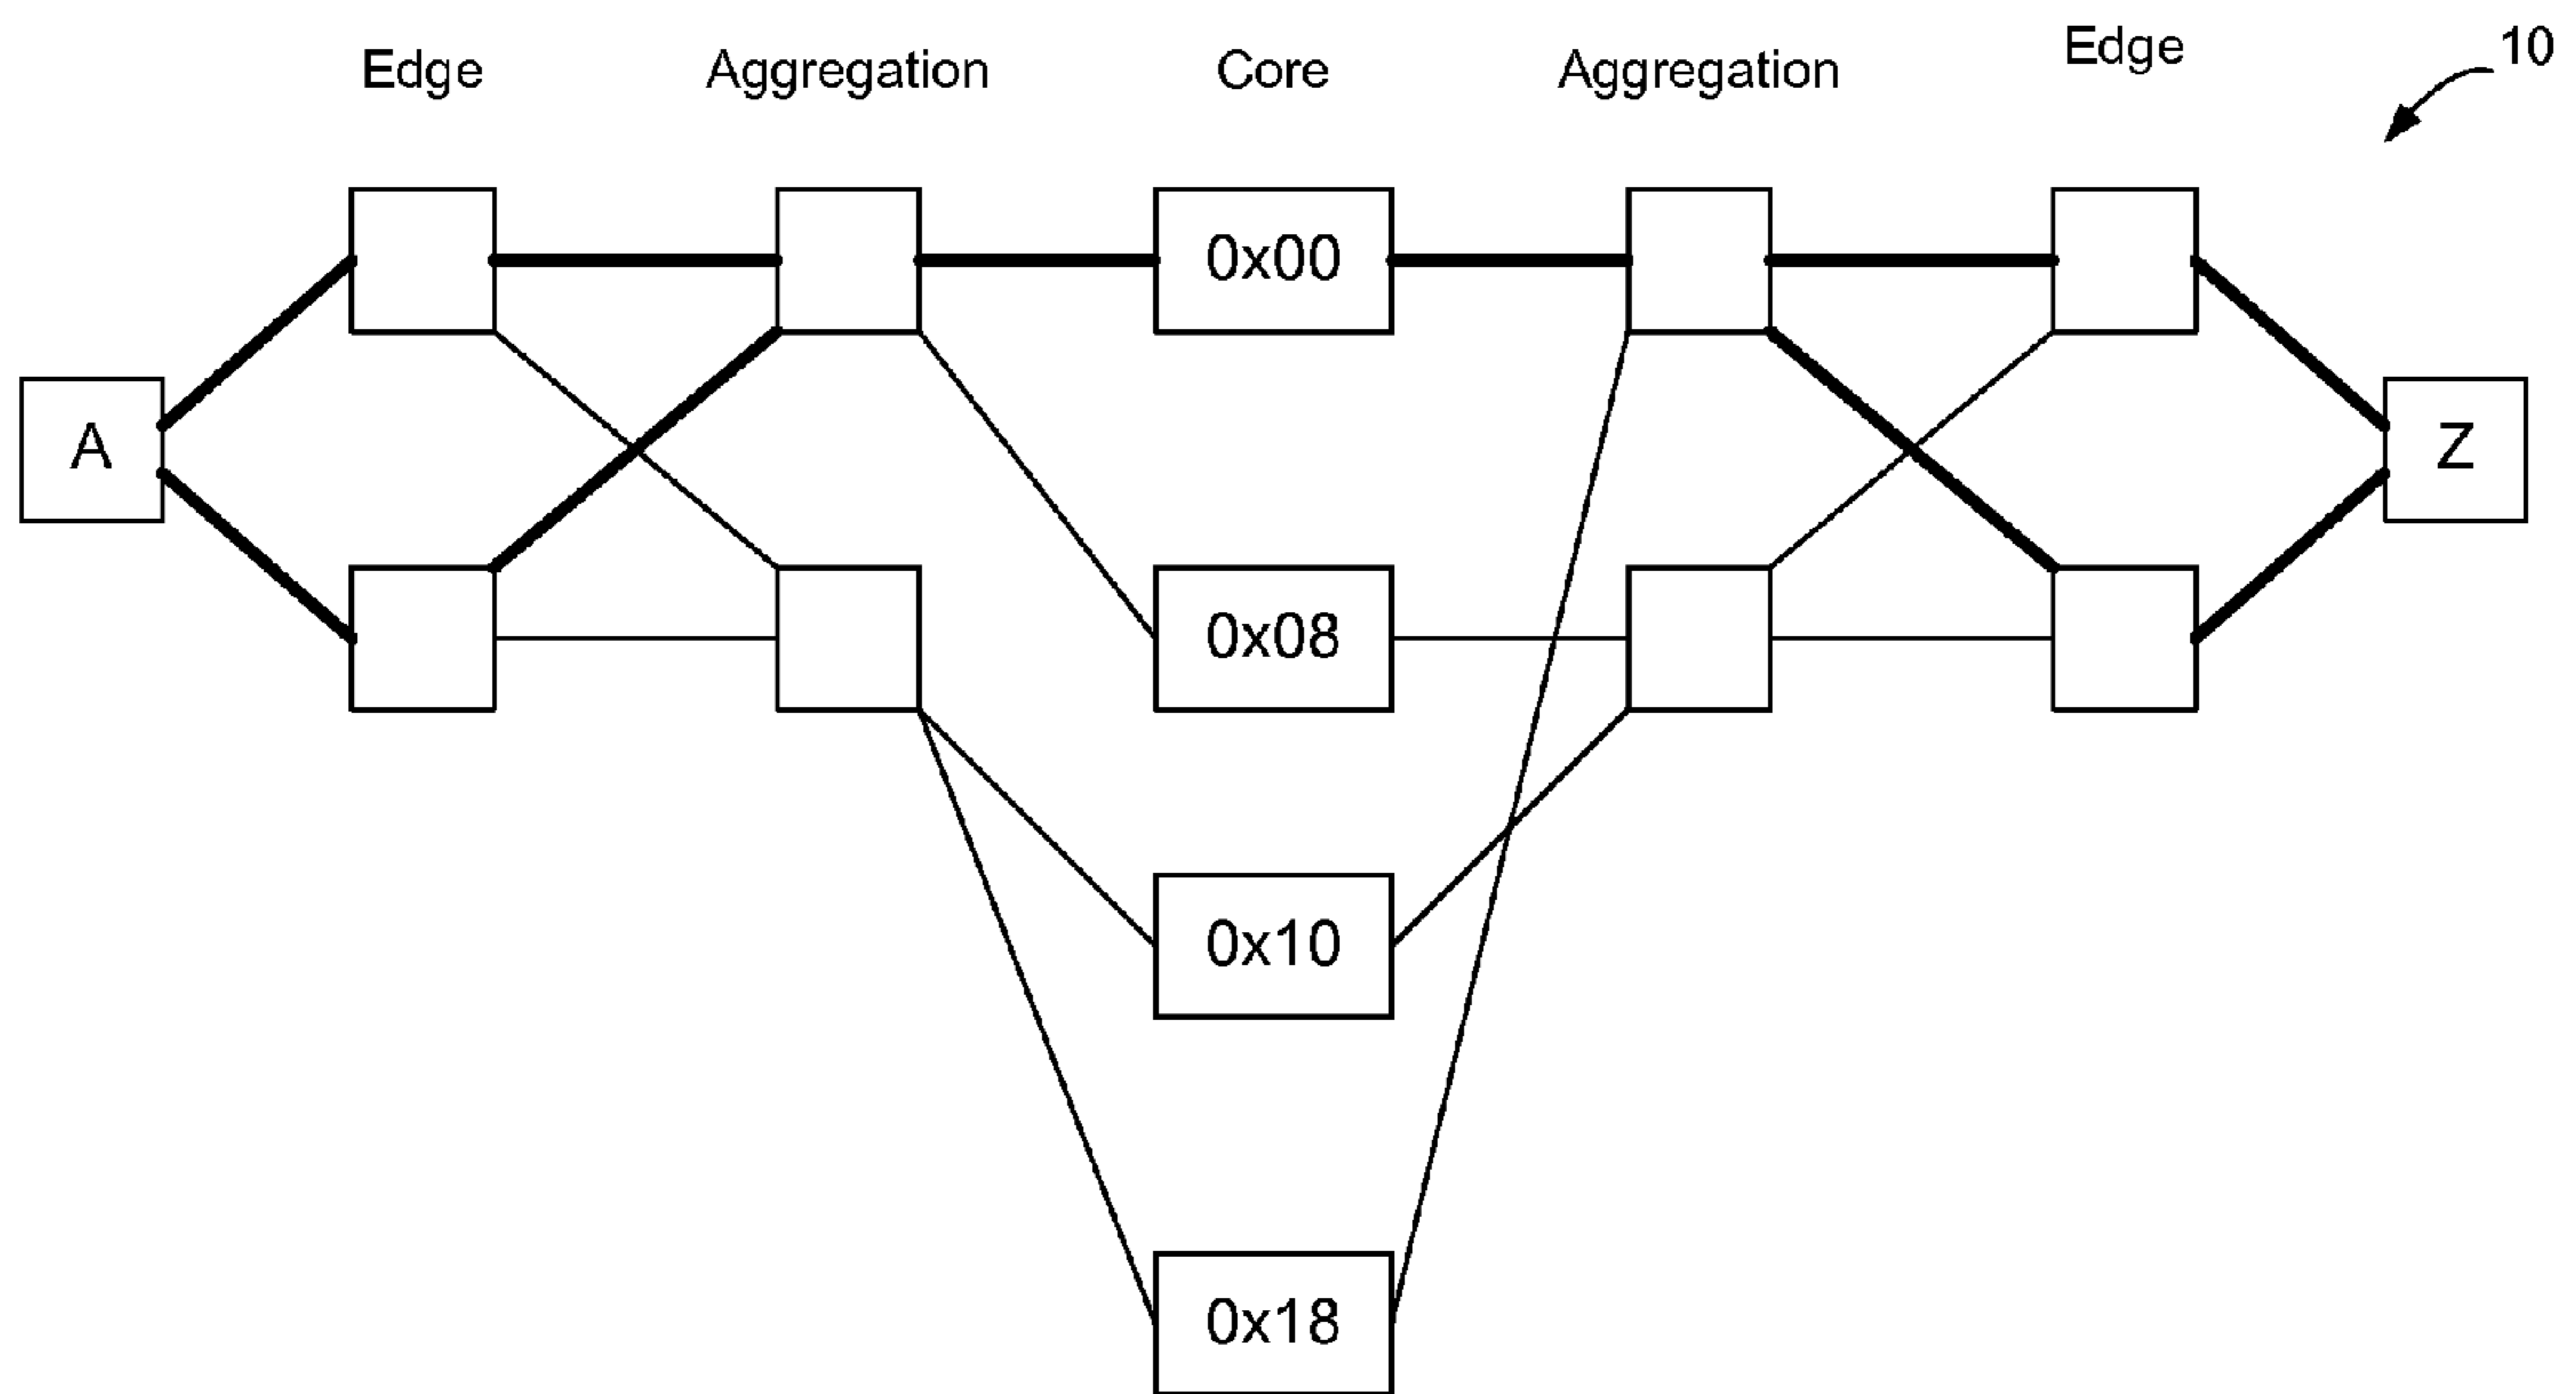 Edge Aggregation Core Aggregation Edge 10
0x00
A Z
0x08
0x10
0x18